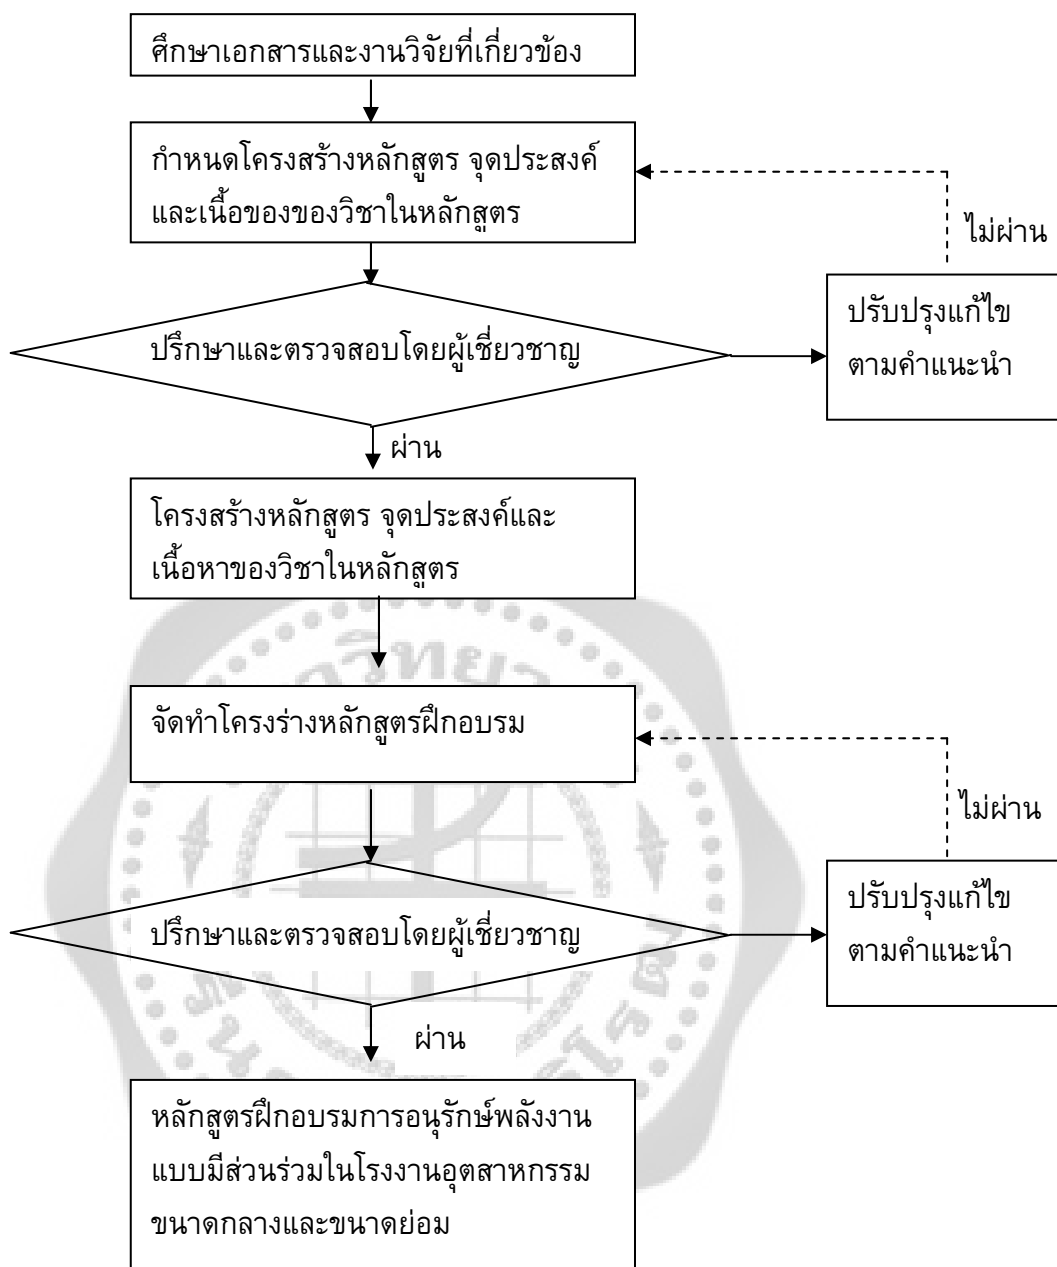 ศึกษาเอกสารและงานวิจัยที่เกี่ยวข้อง
กำหนดโครงสร้างหลักสูตร จุดประสงค์
และเนื้อของของวิชาในหลักสูตร
ไม่ผ่าน
ปรึกษาและตรวจสอบโดยผู้เชี่ยวชาญ
ปรับปรุงแก้ไข
ตามคำแนะนำ
ผ่าน
โครงสร้างหลักสูตร จุดประสงค์และ
เนื้อหาของวิชาในหลักสูตร
จัดทำโครงร่างหลักสูตรฝึกอบรม
ไม่ผ่าน
ปรึกษาและตรวจสอบโดยผู้เชี่ยวชาญ
ปรับปรุงแก้ไข
ตามคำแนะนำ
ผ่าน
หลักสูตรฝึกอบรมการอนุรักษ์พลังงาน
แบบมีส่วนร่วมในโรงงานอุตสาหกรรม
ขนาดกลางและขนาดย่อม